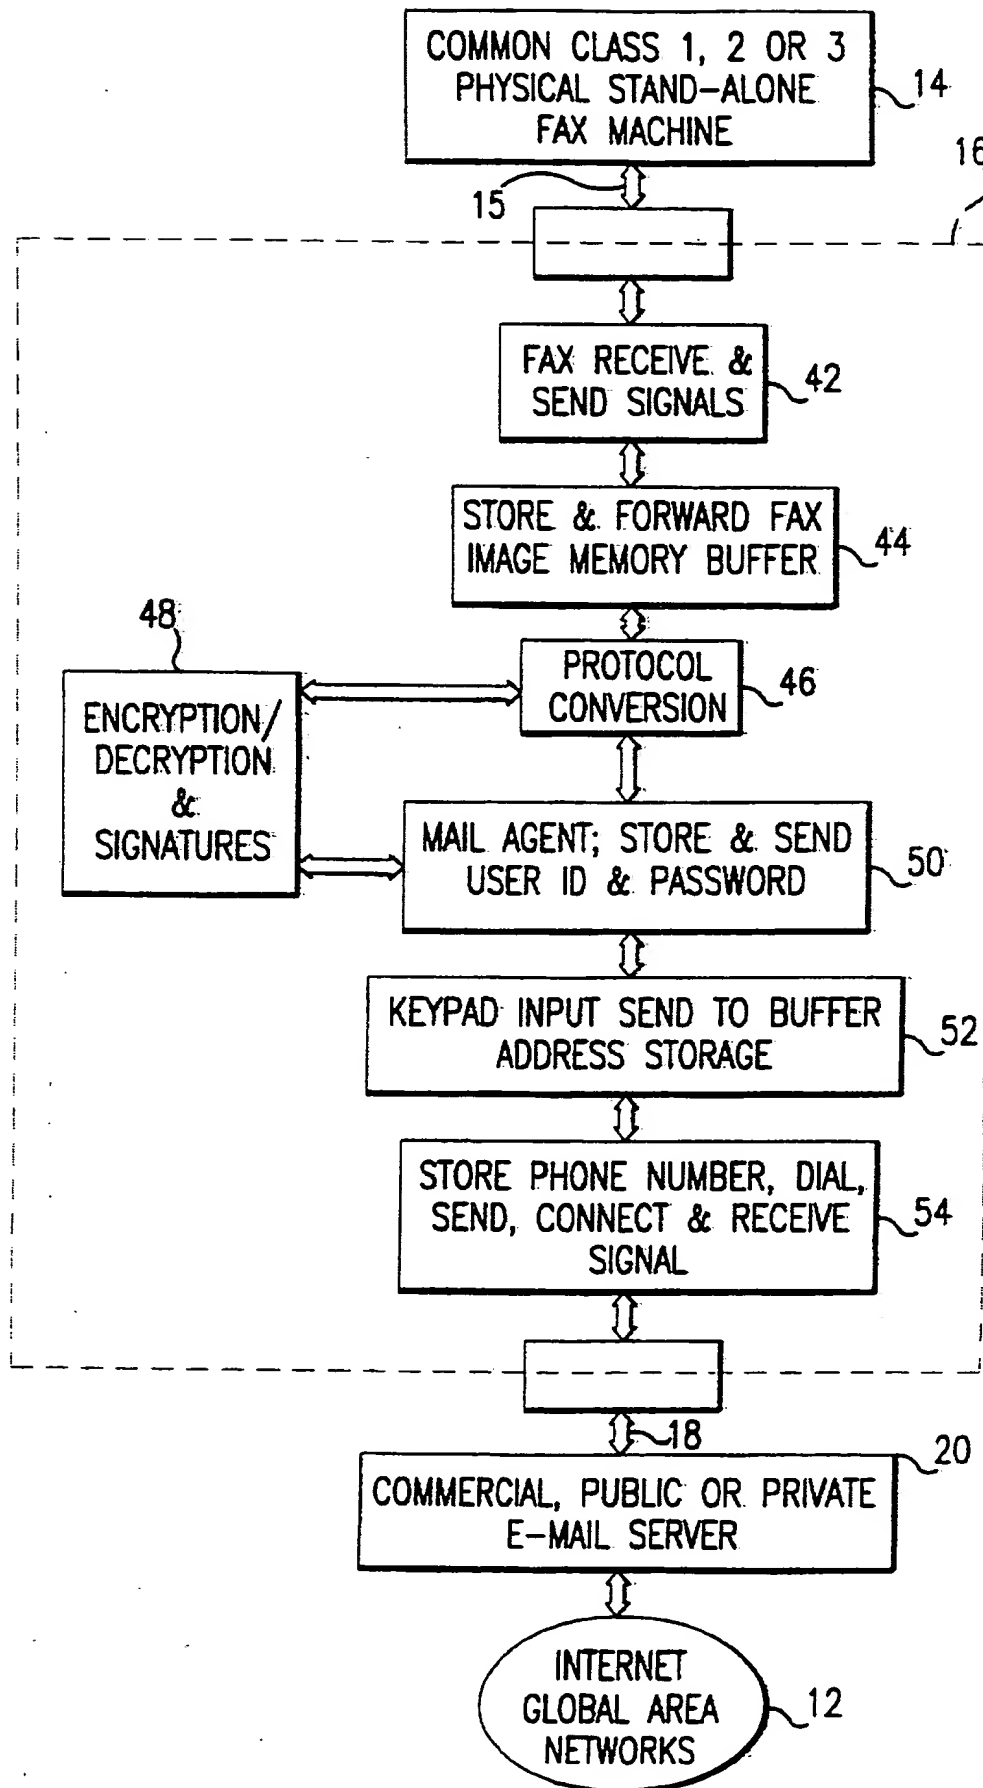 COMMON CLASS 1, 2 OR 3
PHYSICAL STAND-ALONE
FAX MACHINE
14
16
15
FAX RECEIVE &
SEND SIGNALS
42
STORE & FORWARD FAX
IMAGE MEMORY BUFFER
44
48
PROTOCOL
CONVERSION
46
ENCRYPTION/
DECRYPTION
&
SIGNATURES
MAIL AGENT; STORE & SEND
USER ID & PASSWORD
50
KEYPAD INPUT SEND TO BUFFER
ADDRESS STORAGE
52
STORE PHONE NUMBER, DIAL,
SEND, CONNECT & RECEIVE
SIGNAL
54
18
20
COMMERCIAL, PUBLIC OR PRIVATE
E-MAIL SERVER
INTERNET
GLOBAL AREA
NETWORKS
12